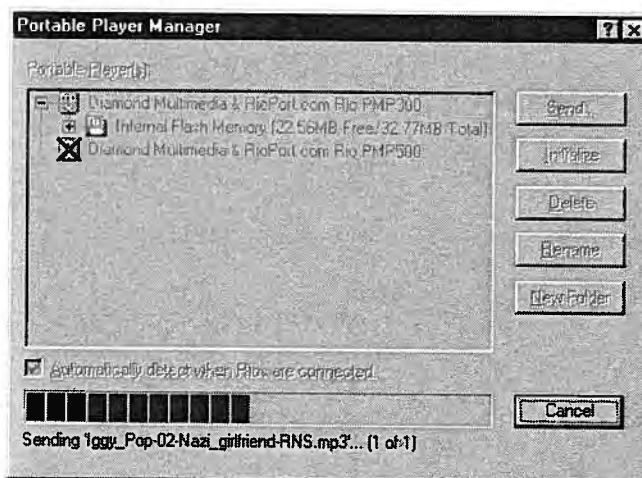 Portable Player Manager
Portable Player(s):
Diamond Multimedia & RioPort.com Rio PMP300
Internal Flash Memory (22.56MB Free/32.77MB Total)
Diamond Multimedia & RioPort.com Rio PMP500
Send...
Initialize
Delete
Rename
New Folder
Automatically detect when Rios are connected.
Cancel
Sending 'Iggy_Pop-02-Nazi_girlfriend-RNS.mp3'... (1 of 1)